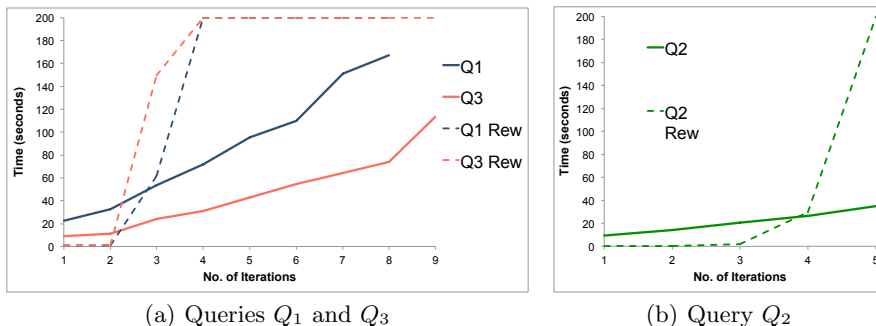 200
180
160
140
120
100
80
60
40
20
0
Time (seconds)
1 2 3 4 5 6 7 8 9
No. of Iterations
Q1
Q3
Q1 Rew
Q3 Rew
(a) Queries Q1 and Q3
200
180
160
140
120
100
80
60
40
20
0
Time (seconds)
1 2 3 4 5
No. of Iterations
Q2
Q2
Rew
(b) Query Q2